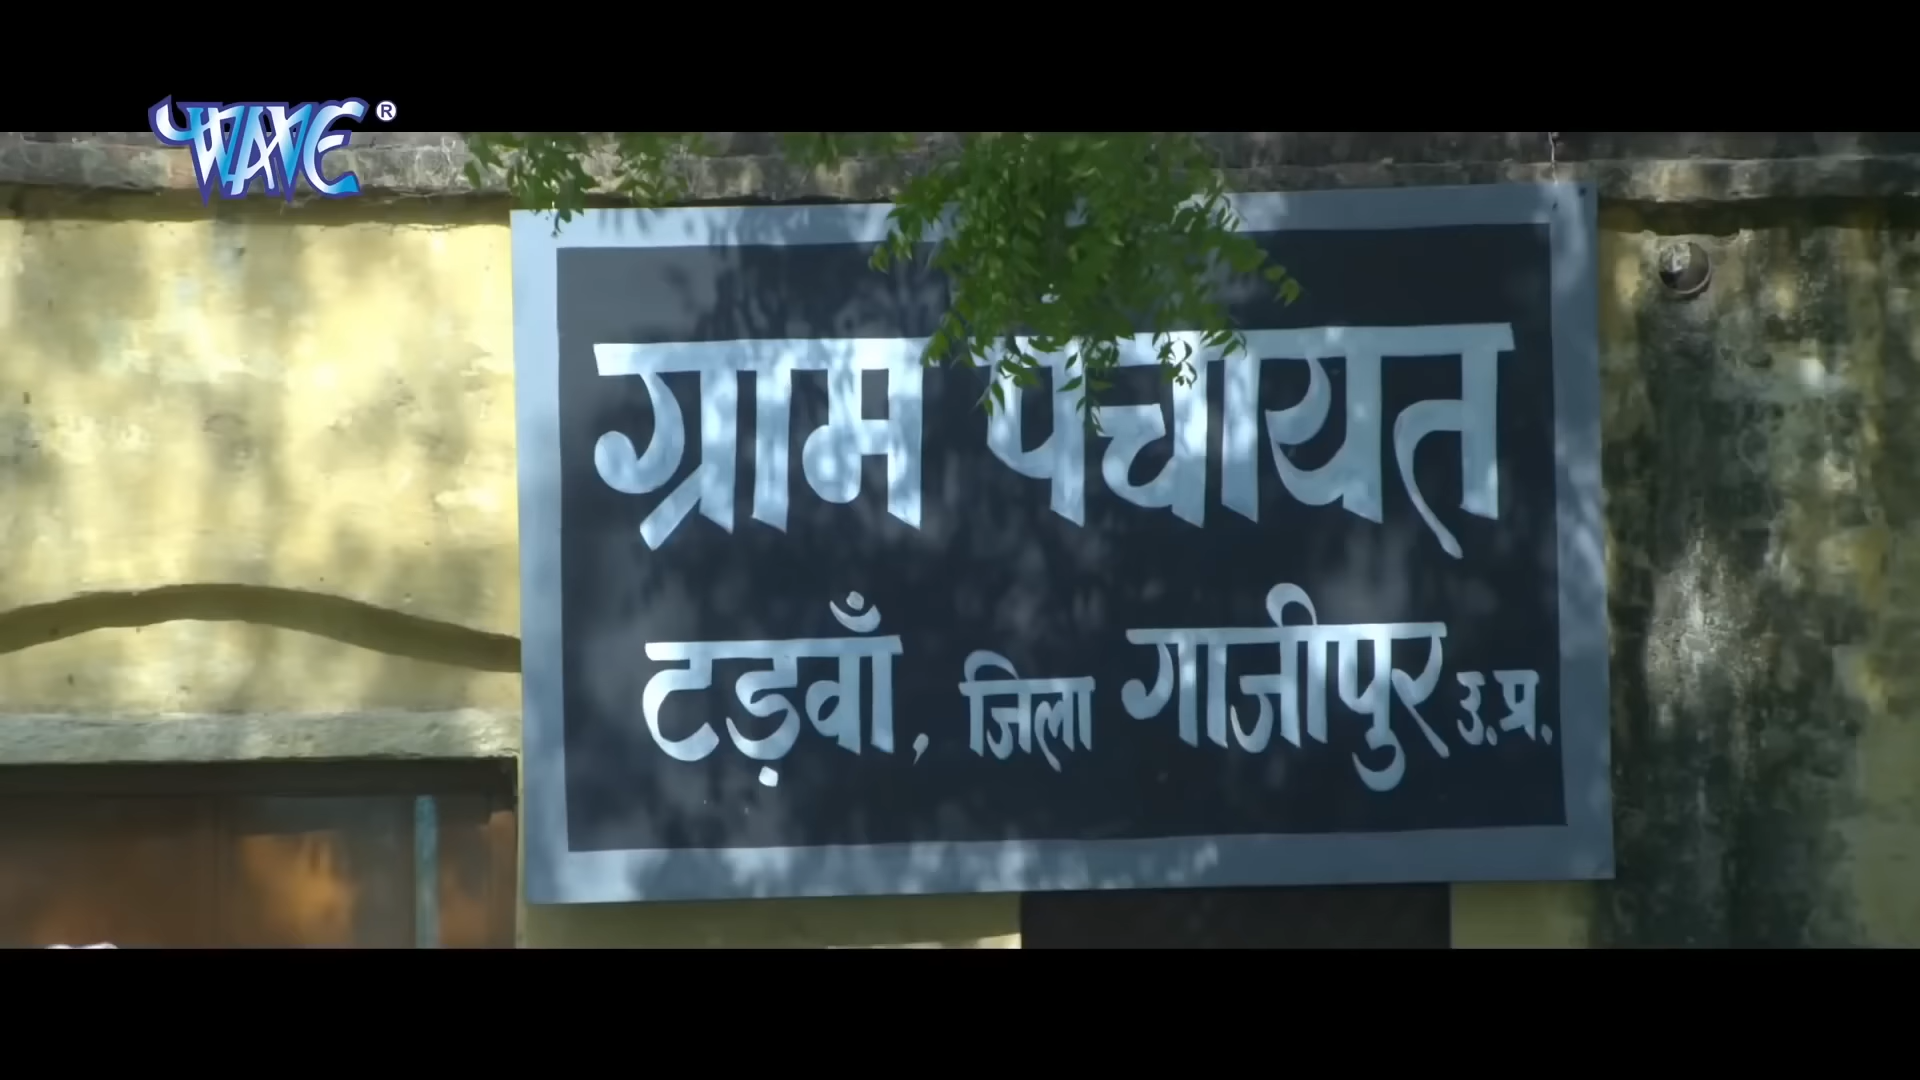 WAVE ®
ग्राम पंचायत
टड़वाँ, जिला गाजीपुर उ.प्र.